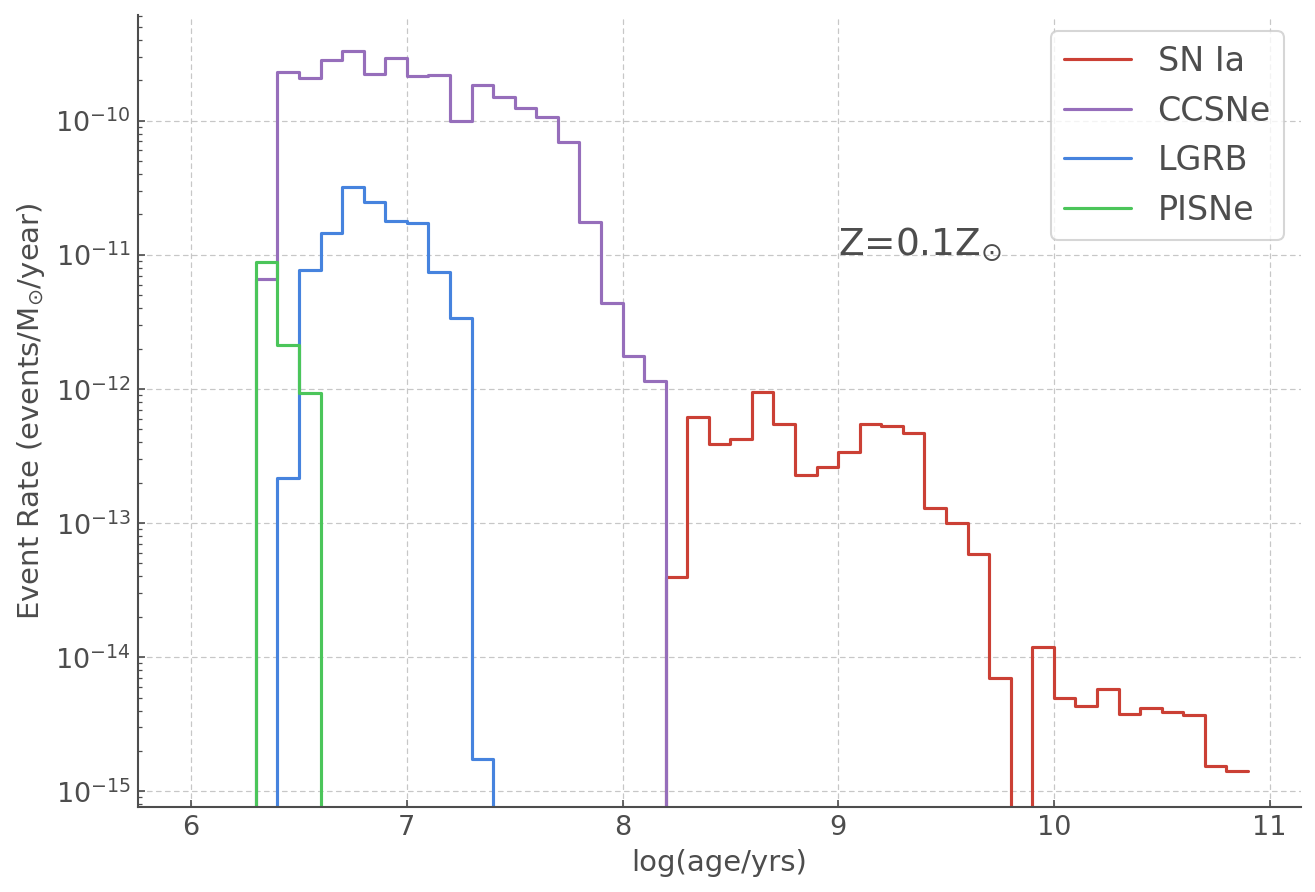 SN Ia
CCSNe
LGRB
PISNe
Z=0.1Z⊙
Event Rate (events/M⊙/year)
10⁻¹⁰
10⁻¹¹
10⁻¹²
10⁻¹³
10⁻¹⁴
10⁻¹⁵
6 7 8 9 10 11
log(age/yrs)